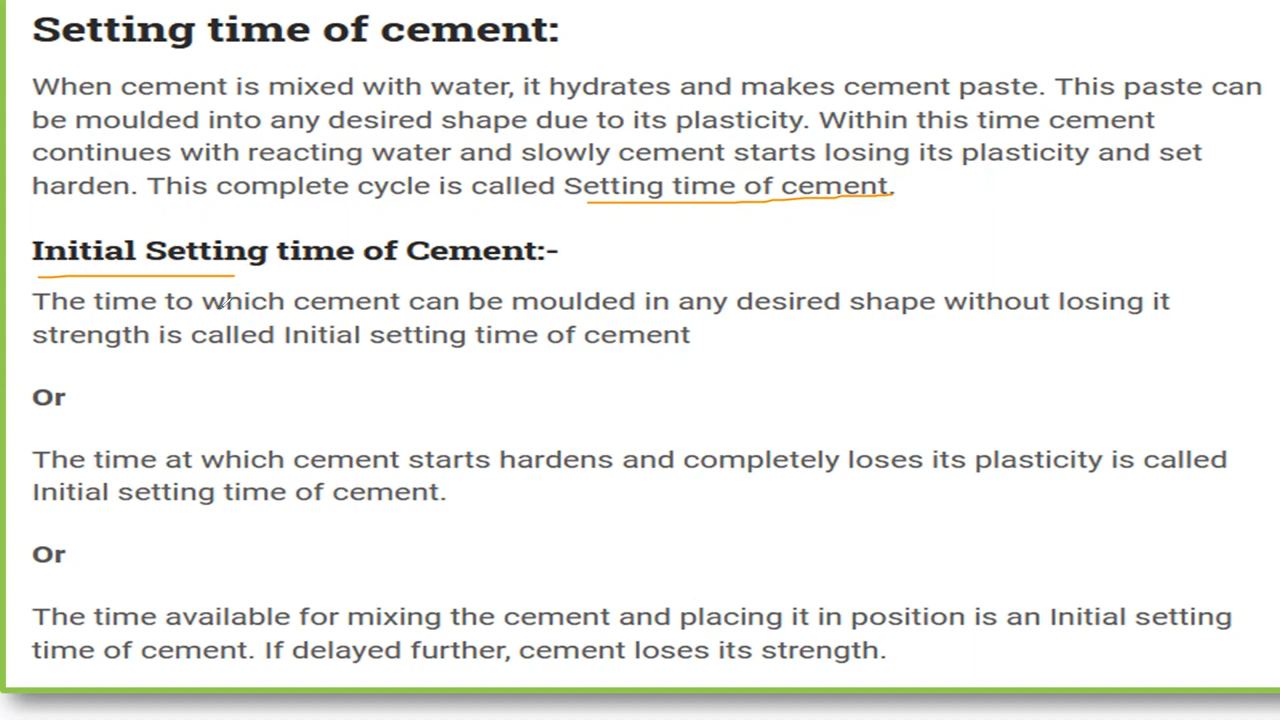 Setting time of cement:
When cement is mixed with water, it hydrates and makes cement paste. This paste can
be moulded into any desired shape due to its plasticity. Within this time cement
continues with reacting water and slowly cement starts losing its plasticity and set
harden. This complete cycle is called Setting time of cement.
Initial Setting time of Cement:-
The time to which cement can be moulded in any desired shape without losing it
strength is called Initial setting time of cement
Or
The time at which cement starts hardens and completely loses its plasticity is called
Initial setting time of cement.
Or
The time available for mixing the cement and placing it in position is an Initial setting
time of cement. If delayed further, cement loses its strength.